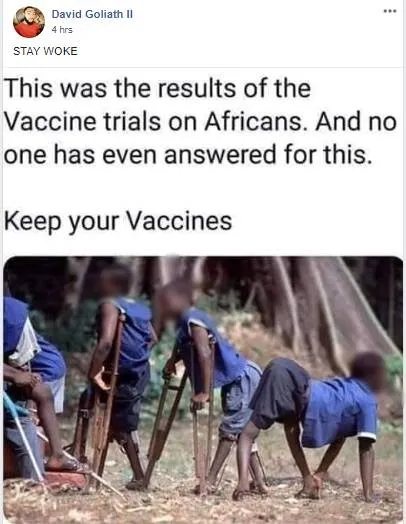 David Goliath II
4 hrs
STAY WOKE
This was the results of the
Vaccine trials on Africans. And no
one has even answered for this.
Keep your Vaccines